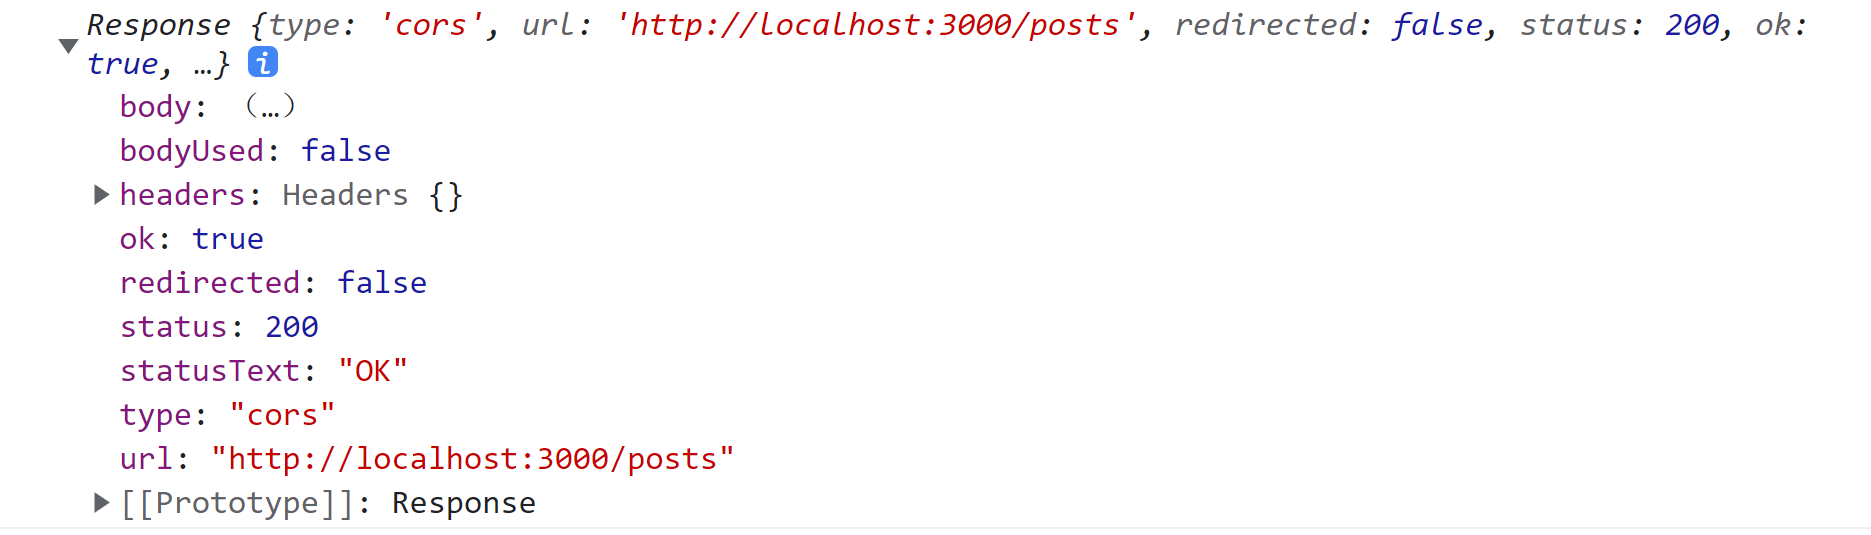 Response {type: 'cors', url: 'http://localhost:3000/posts', redirected: false, status: 200, ok:
true, …} i
body: （…）
bodyUsed: false
headers: Headers {}
ok: true
redirected: false
status: 200
statusText: "OK"
type: "cors"
url: "http://localhost:3000/posts"
[[Prototype]]: Response